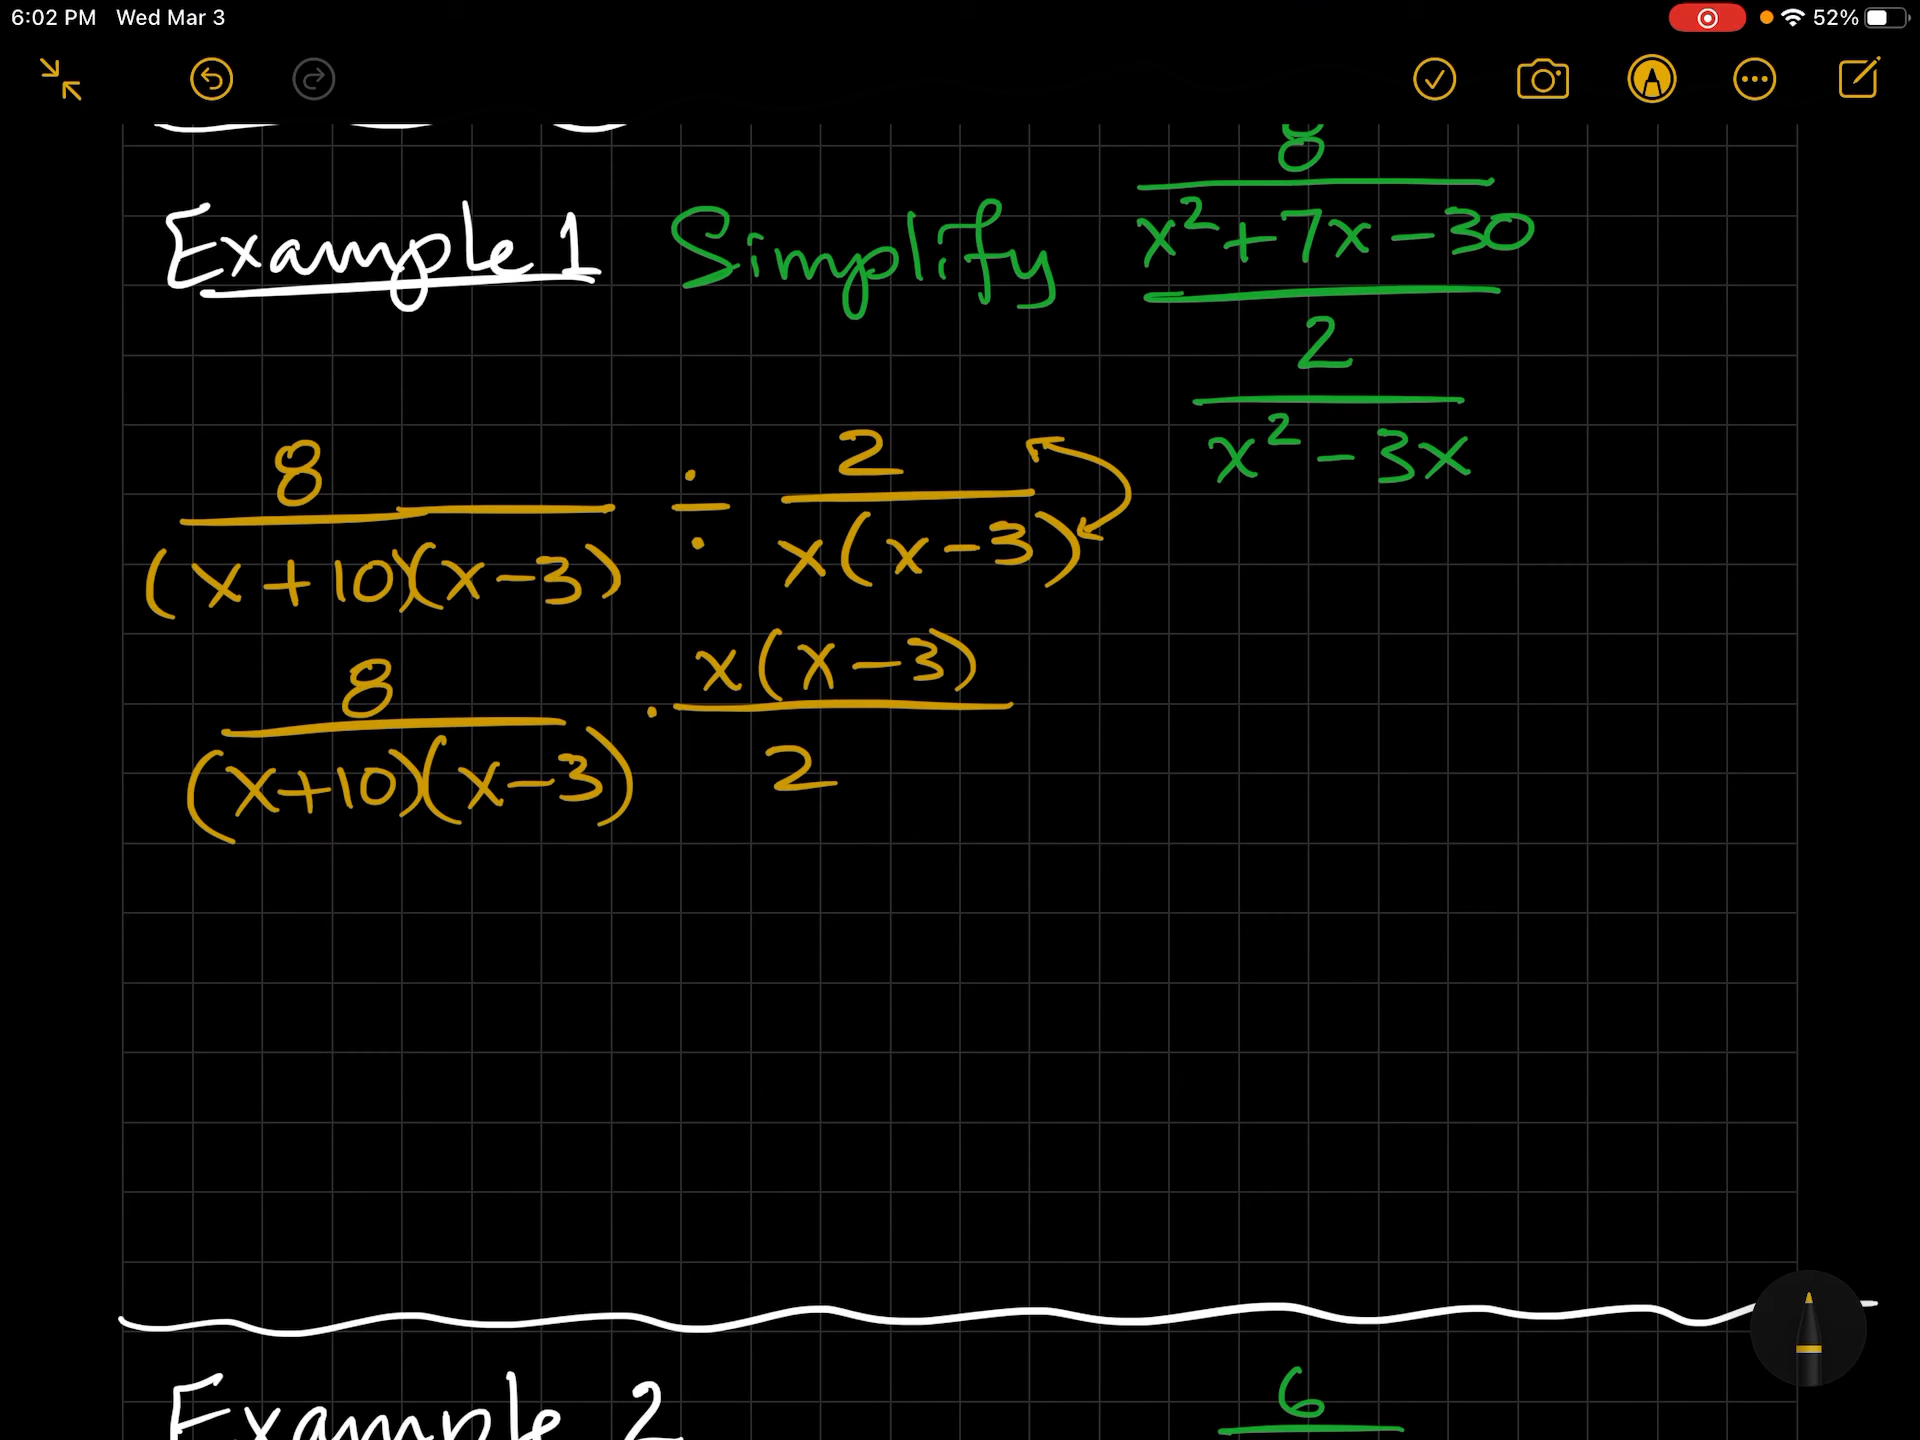 6:02 PM Wed Mar 3
52%
Example 1 Simplify
8
x²+7x-30
2
x²-3x
8 ÷ 2
(x+10)(x-3) x(x-3)
8 · x(x-3)
(x+10)(x-3) 2
Example 2
6